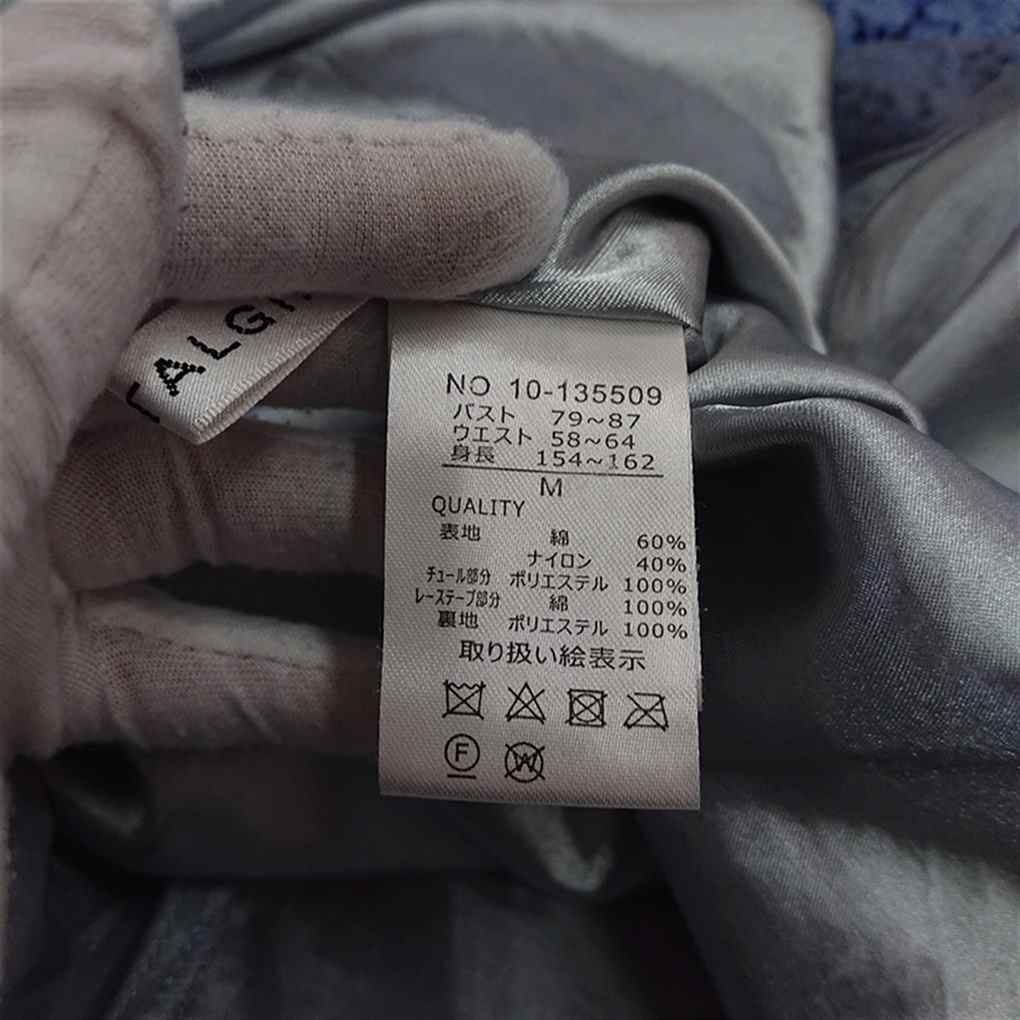 NO 10-135509
バスト 79~87
ウエスト 58~64
身長 154~162
M
QUALITY
表地 綿 60%
ナイロン 40%
チュール部分 ポリエステル 100%
レーステープ部分 綿 100%
裏地 ポリエステル 100%
取り扱い絵表示
F W